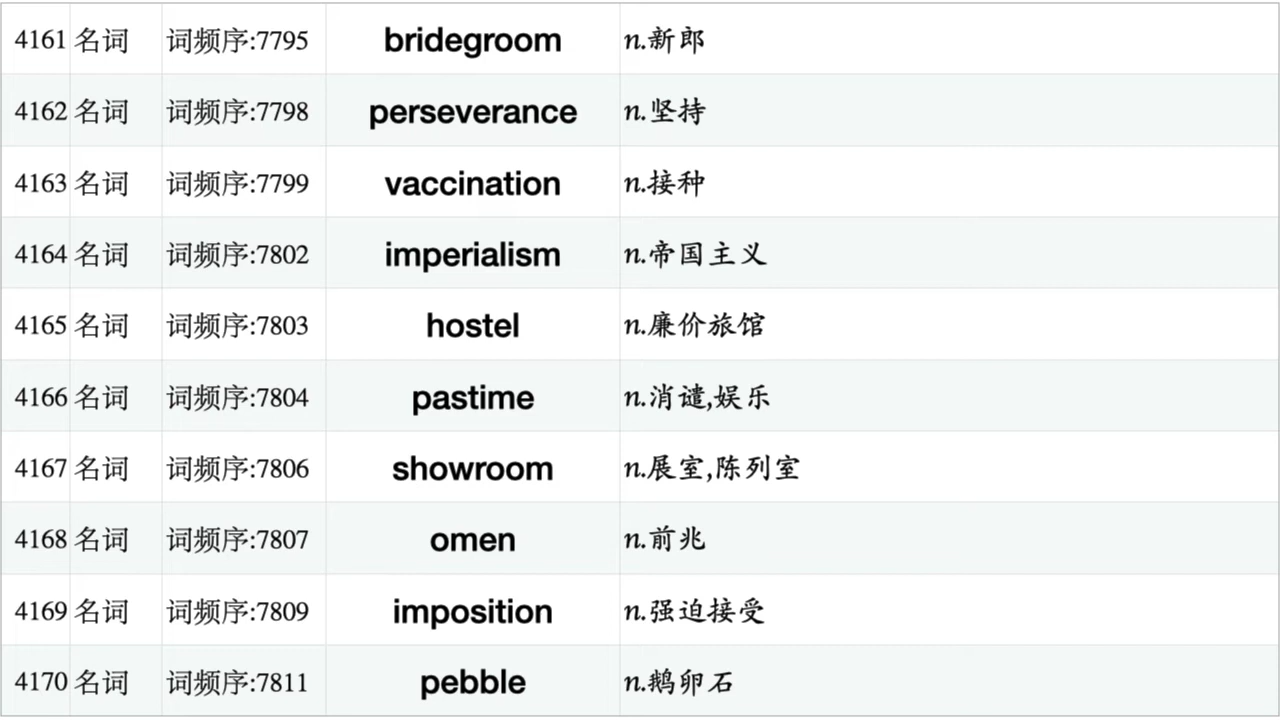 4161 名词 词频序:7795 bridegroom n.新郎
4162 名词 词频序:7798 perseverance n.坚持
4163 名词 词频序:7799 vaccination n.接种
4164 名词 词频序:7802 imperialism n.帝国主义
4165 名词 词频序:7803 hostel n.廉价旅馆
4166 名词 词频序:7804 pastime n.消谴,娱乐
4167 名词 词频序:7806 showroom n.展室,陈列室
4168 名词 词频序:7807 omen n.前兆
4169 名词 词频序:7809 imposition n.强迫接受
4170 名词 词频序:7811 pebble n.鹅卵石